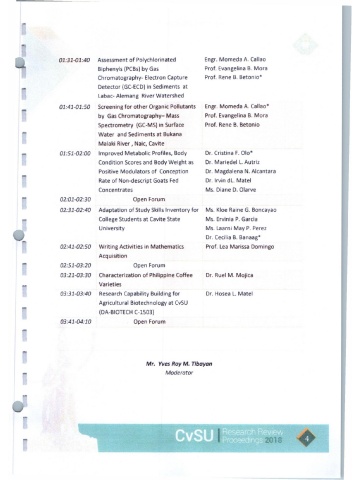 01:31-01:40 Assessment of Polychlorinated Engr. Momeda A. Callao
Biphenyls (PCBs) by Gas Prof. Evangelina B. Mora
Chromatography- Electron Capture Prof. Rene B. Betonio*
Detector (GC-ECD) in Sediments at
Labac- Alemang River Watershed
01:41-01:50 Screening for other Organic Pollutants Engr. Momeda A. Callao*
by Gas Chromatography– Mass Prof. Evangelina B. Mora
Spectrometry (GC-MS) in Surface Prof. Rene B. Betonio
Water and Sediments at Bukana
Malaki River , Naic, Cavite
01:51-02:00 Improved Metabolic Profiles, Body Dr. Cristina F. Olo*
Condition Scores and Body Weight as Dr. Mariedel L. Autriz
Positive Modulators of Conception Dr. Magdalena N. Alcantara
Rate of Non-descript Goats Fed Dr. Irvin dL. Matel
Concentrates Ms. Diane D. Olarve
02:01-02:30 Open Forum
02:31-02:40 Adaptation of Study Skills Inventory for Ms. Kloe Raine G. Boncayao
College Students at Cavite State Ms. Ervinia P. Garcia
University Ms. Laarni May P. Perez
Dr. Cecilia B. Banaag*
02:41-02:50 Writing Activities in Mathematics Prof. Lea Marissa Domingo
Acquisition
02:51-03:20 Open Forum
03:21-03:30 Characterization of Philippine Coffee Dr. Ruel M. Mojica
Varieties
03:31-03:40 Research Capability Building for Dr. Hosea L. Matel
Agricultural Biotechnology at CvSU
(DA-BIOTECH C-1503)
03:41-04:10 Open Forum
Mr. Yves Roy M. Tibayan
Moderator
CvSU Research Review
Proceedings 2018 4